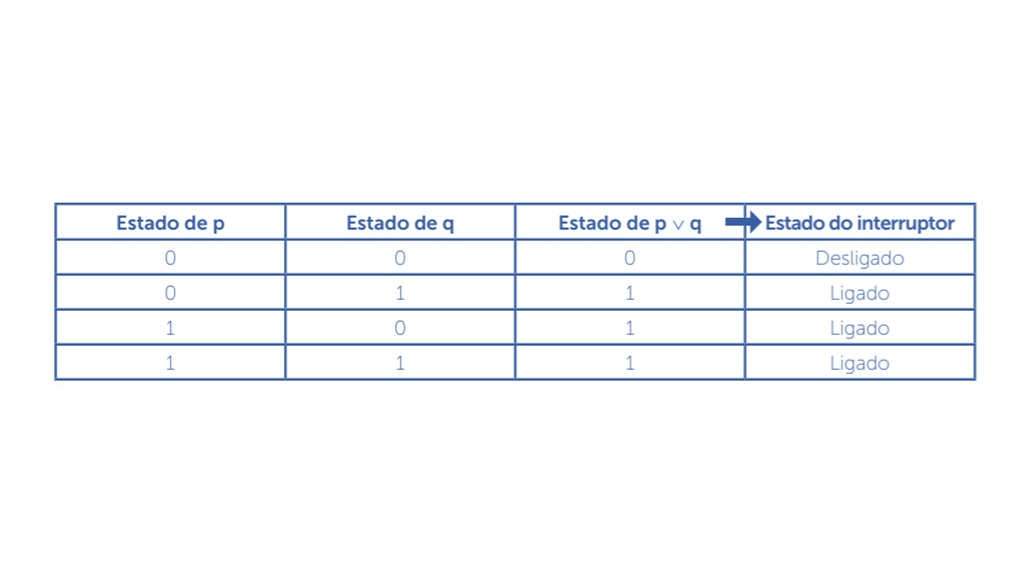 Estado de p Estado de q Estado de p ∨ q Estado do interruptor
0 0 0 Desligado
0 1 1 Ligado
1 0 1 Ligado
1 1 1 Ligado